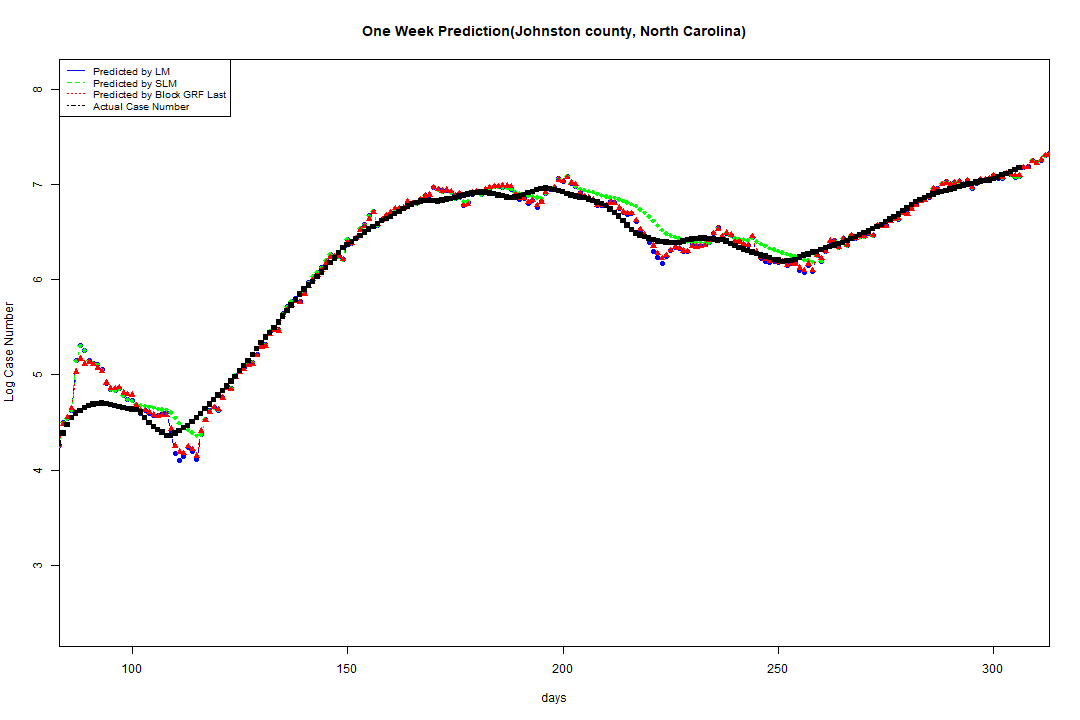 One Week Prediction(Johnston county, North Carolina)
Predicted by LM
Predicted by SLM
Predicted by Block GRF Last
Actual Case Number
8
7
6
5
4
3
Log Case Number
100
150
200
250
300
days